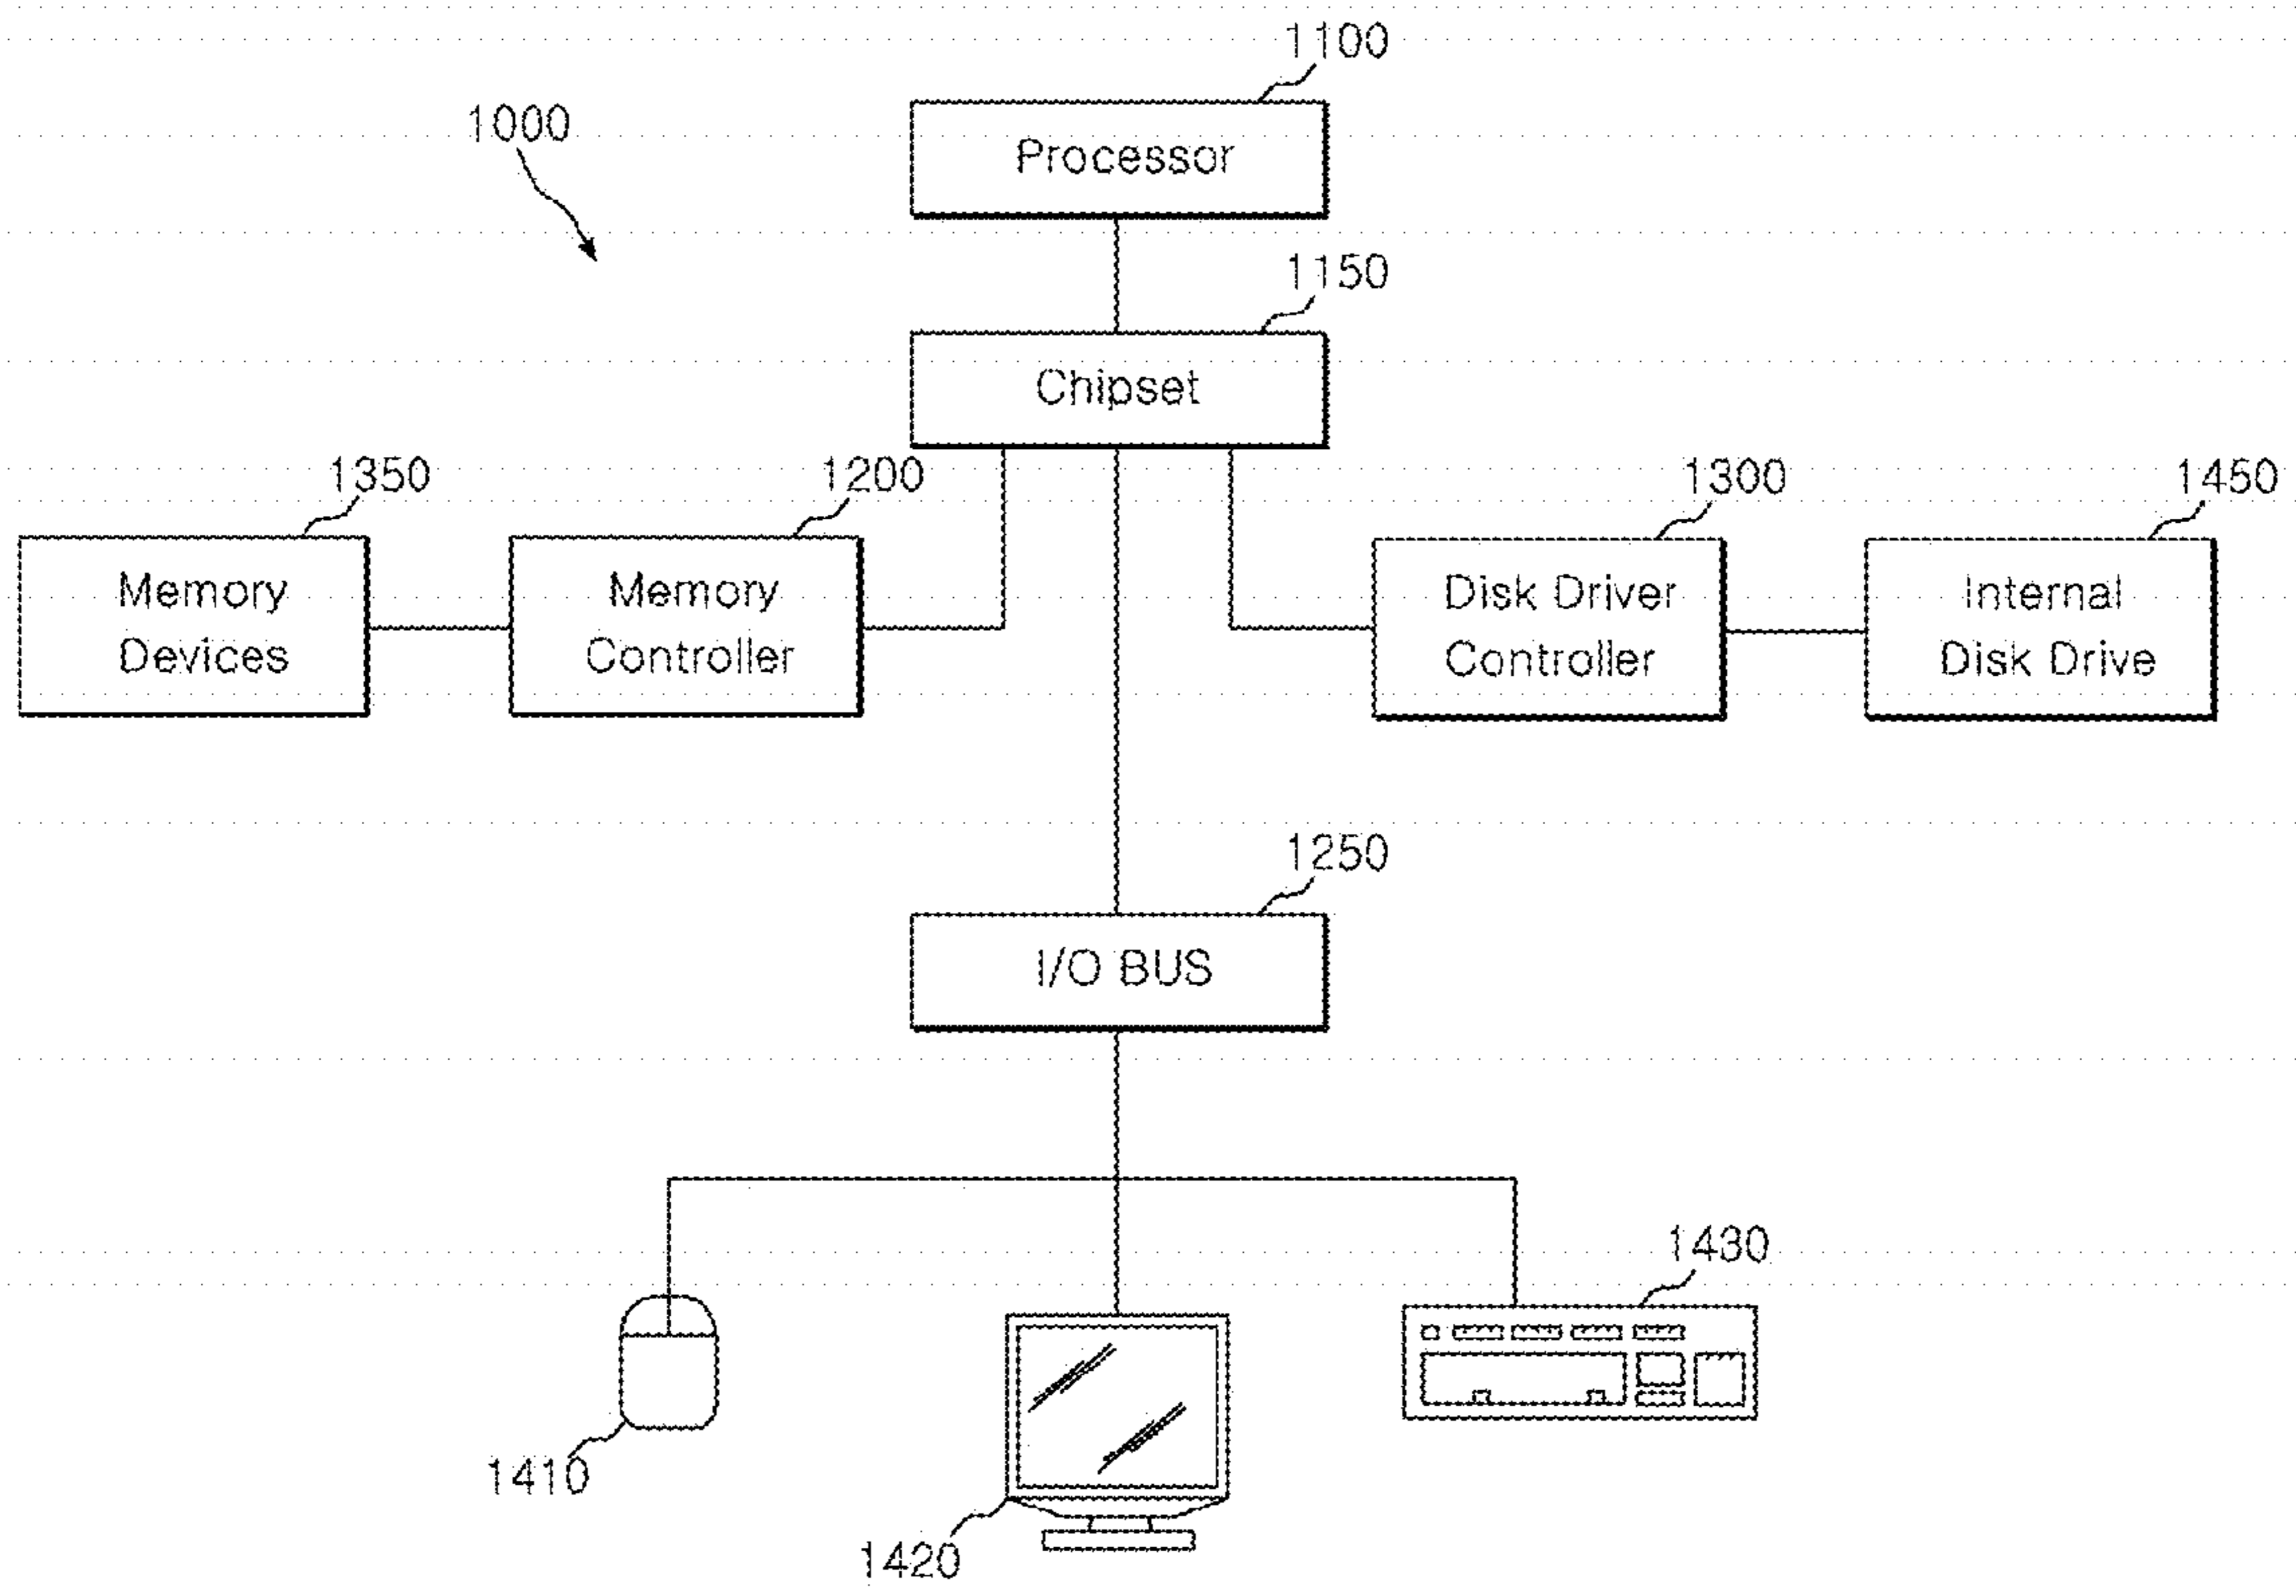 1100
1000
Processor
1150
Chipset
1350
1200
1300
1450
Memory
Devices
Memory
Controller
Disk Driver
Controller
Internal
Disk Drive
1250
I/O BUS
1430
1410
1420